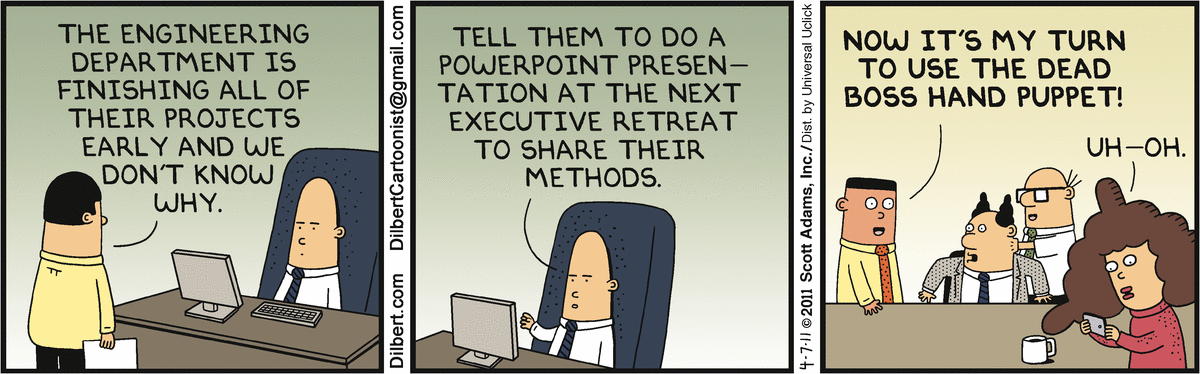 THE ENGINEERING
DEPARTMENT IS
FINISHING ALL OF
THEIR PROJECTS
EARLY AND WE
DON'T KNOW
WHY.
Dilbert.com DilbertCartoonist@gmail.com
TELL THEM TO DO A
POWERPOINT PRESEN–
TATION AT THE NEXT
EXECUTIVE RETREAT
TO SHARE THEIR
METHODS.
4-7-11 ©2011 Scott Adams, Inc./Dist. by Universal Uclick
NOW IT'S MY TURN
TO USE THE DEAD
BOSS HAND PUPPET!
UH–OH.